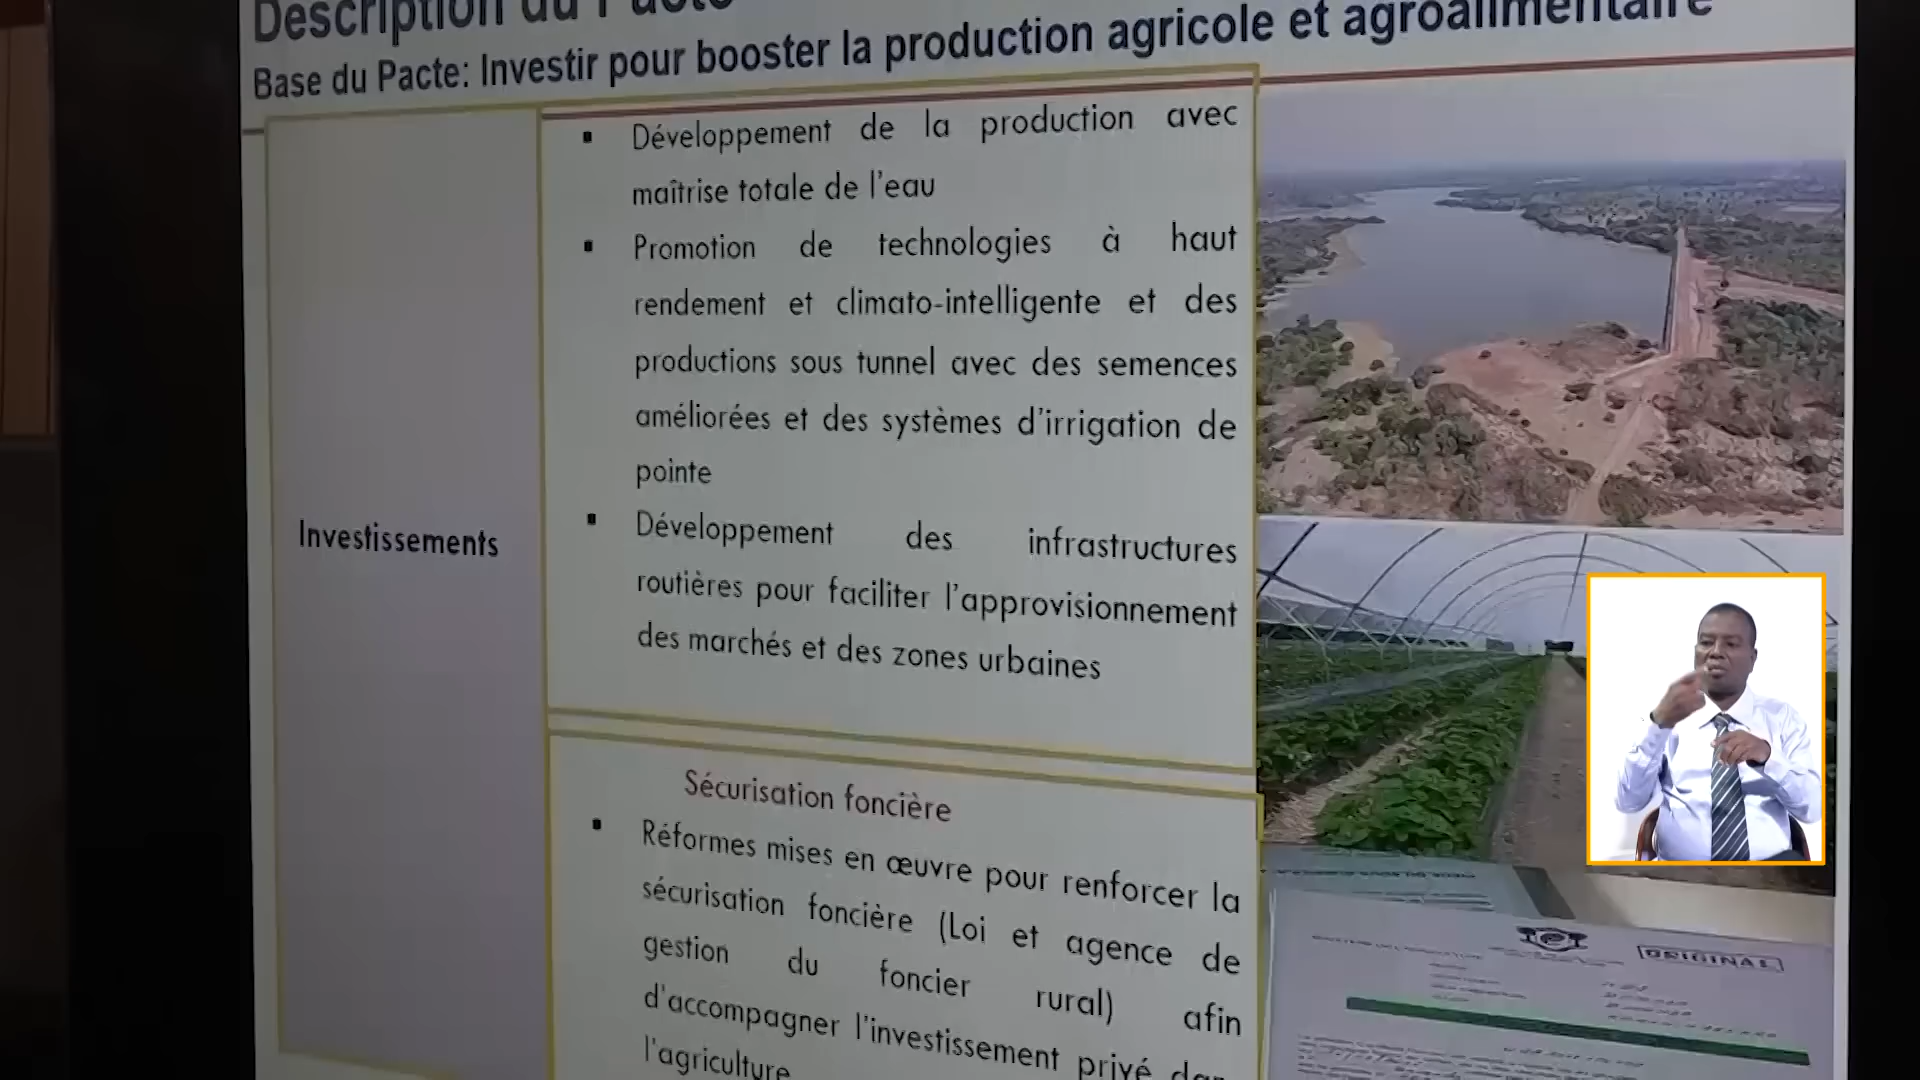 Description du Pacte
Base du Pacte: Investir pour booster la production agricole et agroalimentaire
Investissements
▪ Développement de la production avec
maîtrise totale de l'eau
▪ Promotion de technologies à haut
rendement et climato-intelligente et des
productions sous tunnel avec des semences
améliorées et des systèmes d'irrigation de
pointe
▪ Développement des infrastructures
routières pour faciliter l'approvisionnement
des marchés et des zones urbaines
Sécurisation foncière
▪ Réformes mises en œuvre pour renforcer la
sécurisation foncière (Loi et agence de
gestion du foncier rural) afin
d'accompagner l'investissement privé
l'agriculture
ORIGINAL